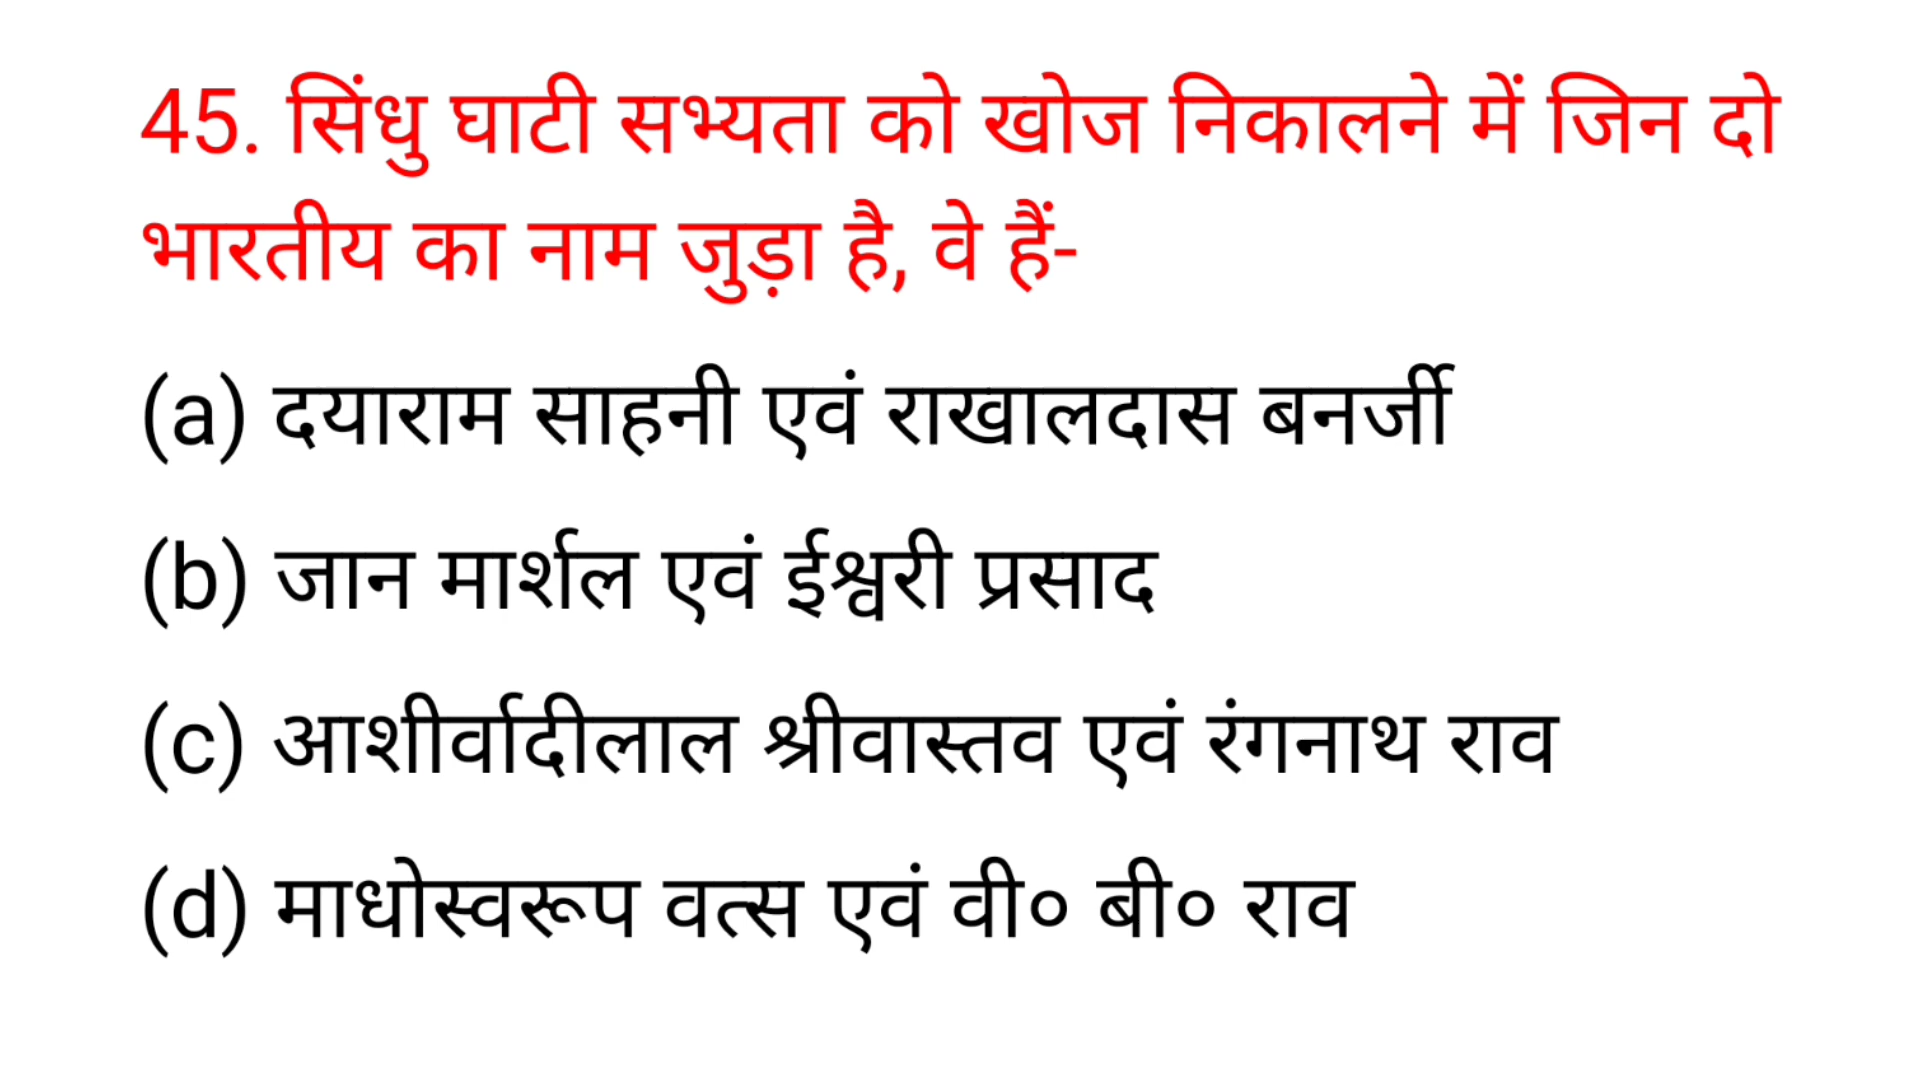 45. सिंधु घाटी सभ्यता को खोज निकालने में जिन दो
भारतीय का नाम जुड़ा है, वे हैं-
(a) दयाराम साहनी एवं राखालदास बनर्जी
(b) जान मार्शल एवं ईश्वरी प्रसाद
(c) आशीर्वादीलाल श्रीवास्तव एवं रंगनाथ राव
(d) माधोस्वरूप वत्स एवं वी० बी० राव